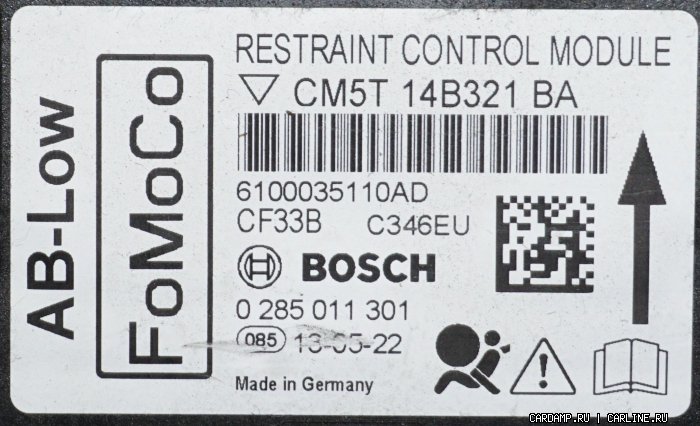 RESTRAINT CONTROL MODULE
CM5T 14B321 BA
6100035110AD
CF33B C346EU
BOSCH
0 285 011 301
085 13-05-22
Made in Germany
AB-Low
FoMoCo
CARDAMP.RU | CARLINE.RU